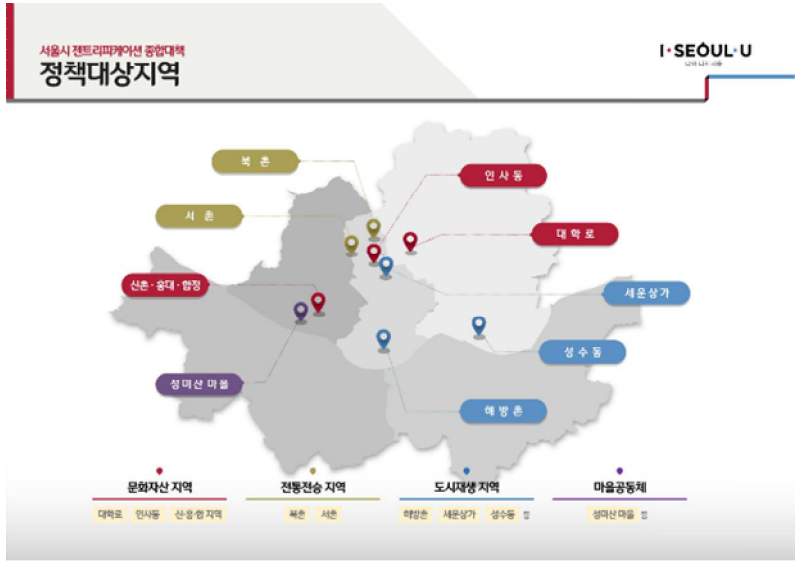 서울시 젠트리피케이션 종합대책
정책대상지역
I·SEOUL·U
북 촌
인 사 동
서 촌
대 학 로
신촌·홍대·합정
세운상가
성 수 동
성미산 마을
해 방 촌
문화자산 지역
전통전승 지역
도시재생 지역
마을공동체
대학로 인사동 신·홍·합 지역
북촌 서촌
해방촌 세운상가 성수동 등
성미산 마을 등